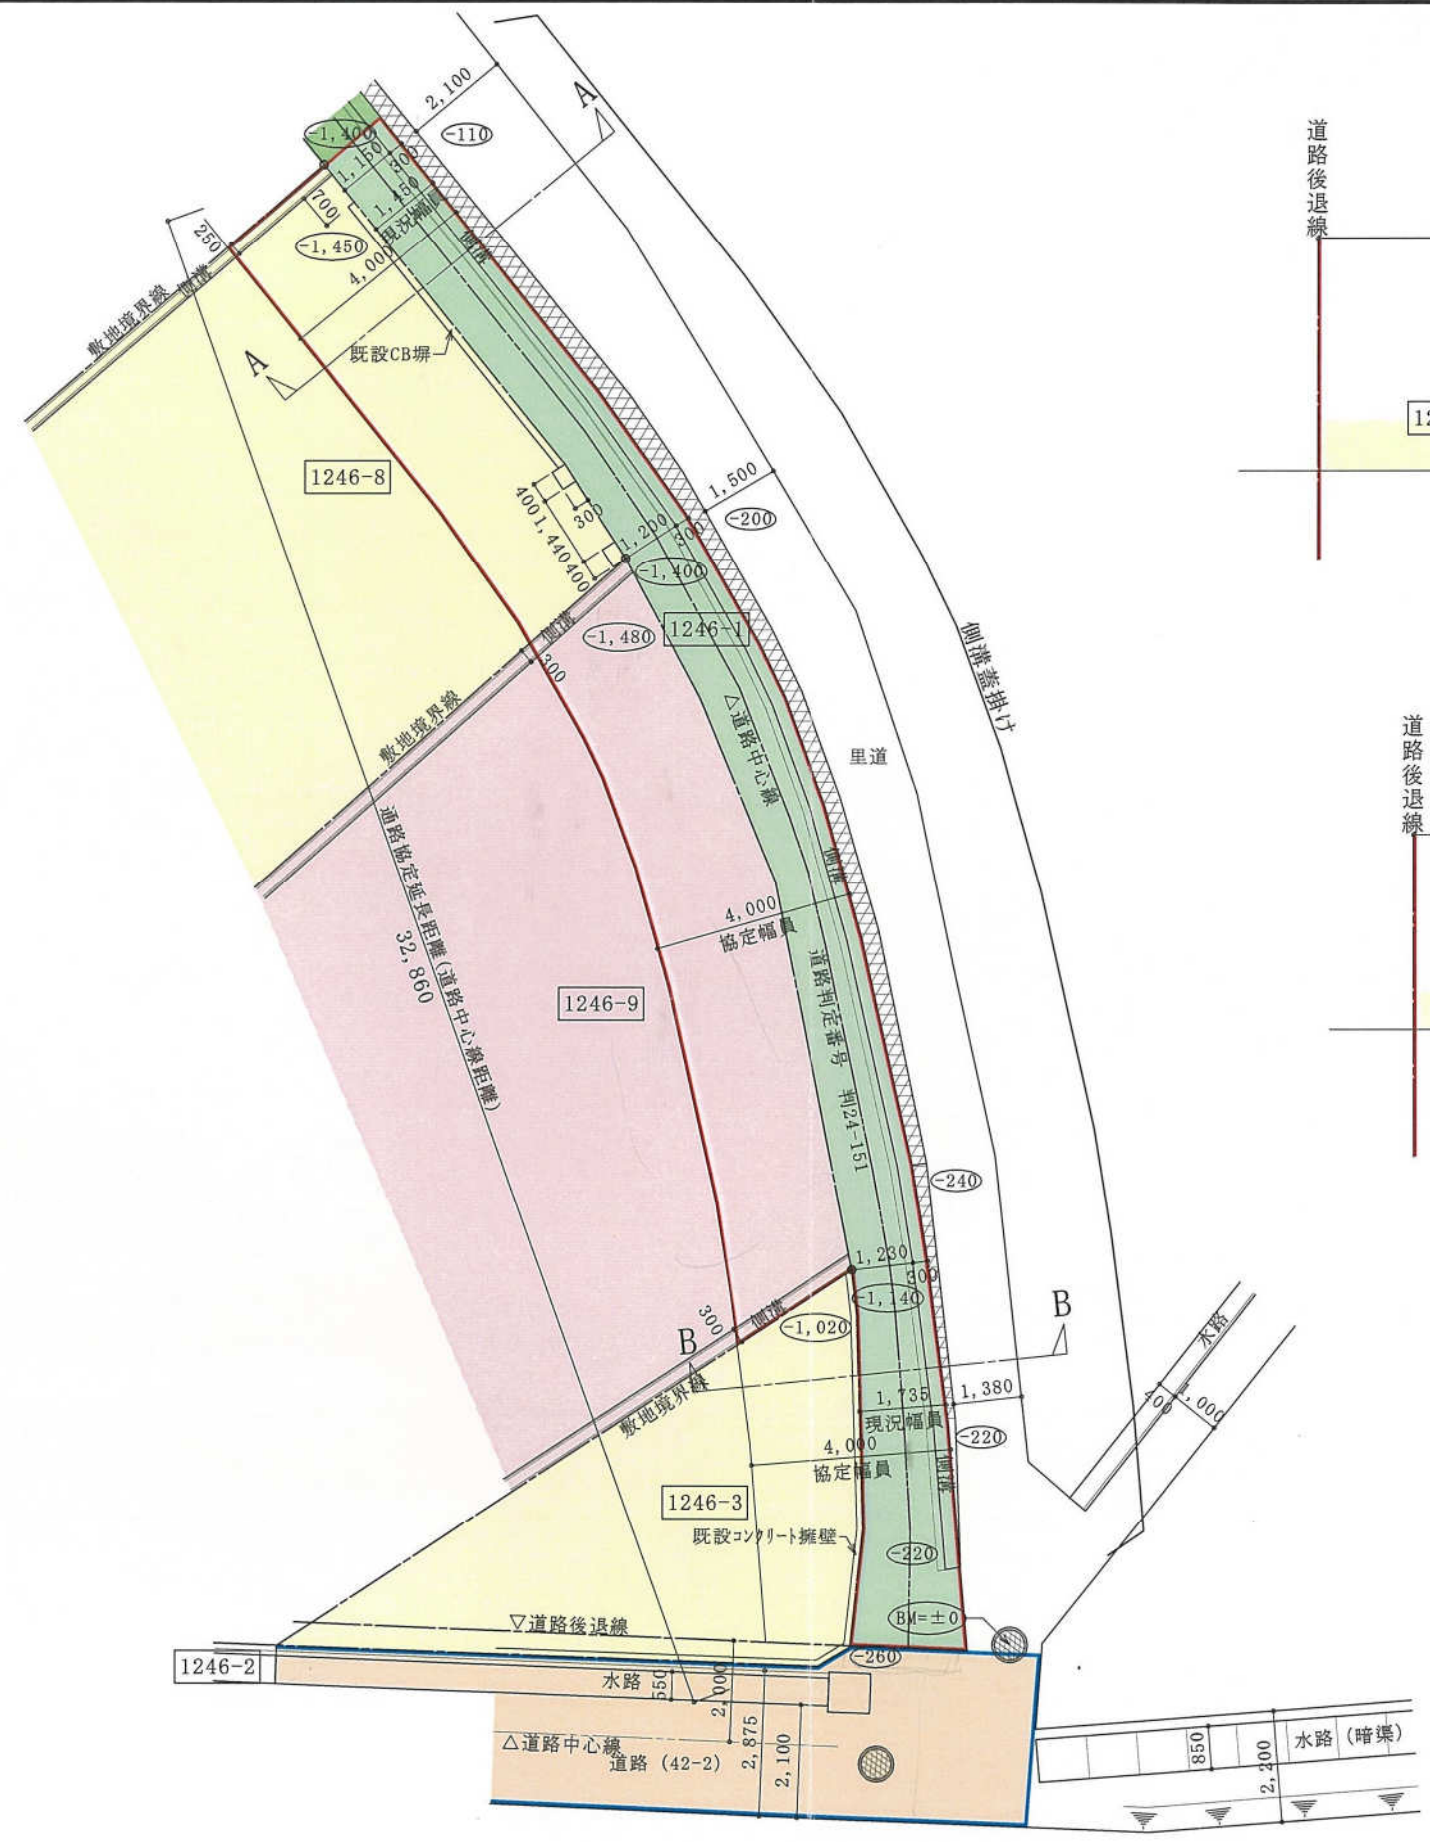 2,100
A
-1,400
-110
1,150
300
1,450
現況幅員
700
-1,450
4,000
250
側溝
敷地境界線
側溝
A
既設CB塀
道路後退線
12
1246-8
1,500
-200
400
1,440
400
300
1,200
300
-1,400
1246-1
-1,480
側溝
300
敷地境界線
側溝蓋掛け
△道路中心線
里道
道路後退線
通路協定延長距離(道路中心線距離)
32,860
側溝
4,000
協定幅員
道路判定番号 判24-151
1246-9
-240
1,230
300
-1,140
300
側溝
-1,020
B
B
敷地境界線
水路
400
1,000
1,735
現況幅員
1,380
-220
4,000
協定幅員
側溝
1246-3
既設コンクリート擁壁
-220
BM=±0
▽道路後退線
-260
1246-2
水路
550
2,000
2,875
2,100
△道路中心線
道路 (42-2)
850
2,200
水路 (暗渠)